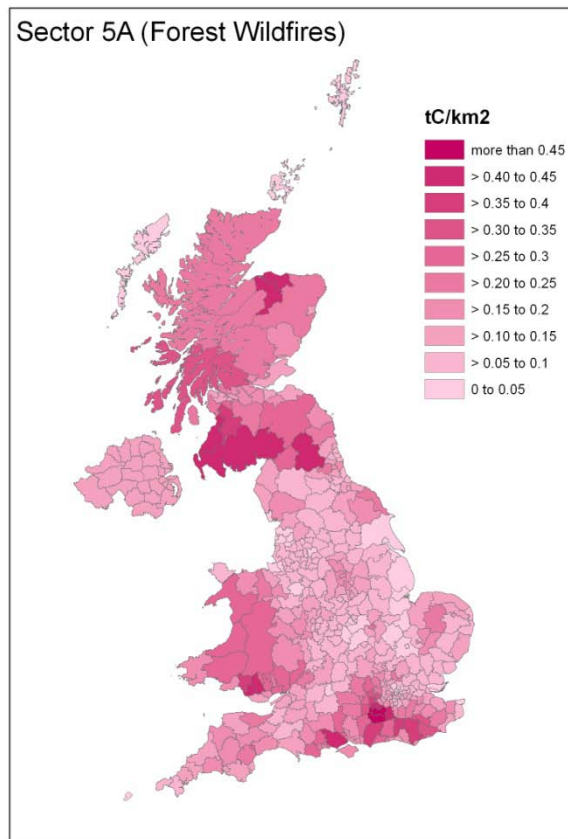 Sector 5A (Forest Wildfires)
tC/km2
more than 0.45
> 0.40 to 0.45
> 0.35 to 0.4
> 0.30 to 0.35
> 0.25 to 0.3
> 0.20 to 0.25
> 0.15 to 0.2
> 0.10 to 0.15
> 0.05 to 0.1
0 to 0.05